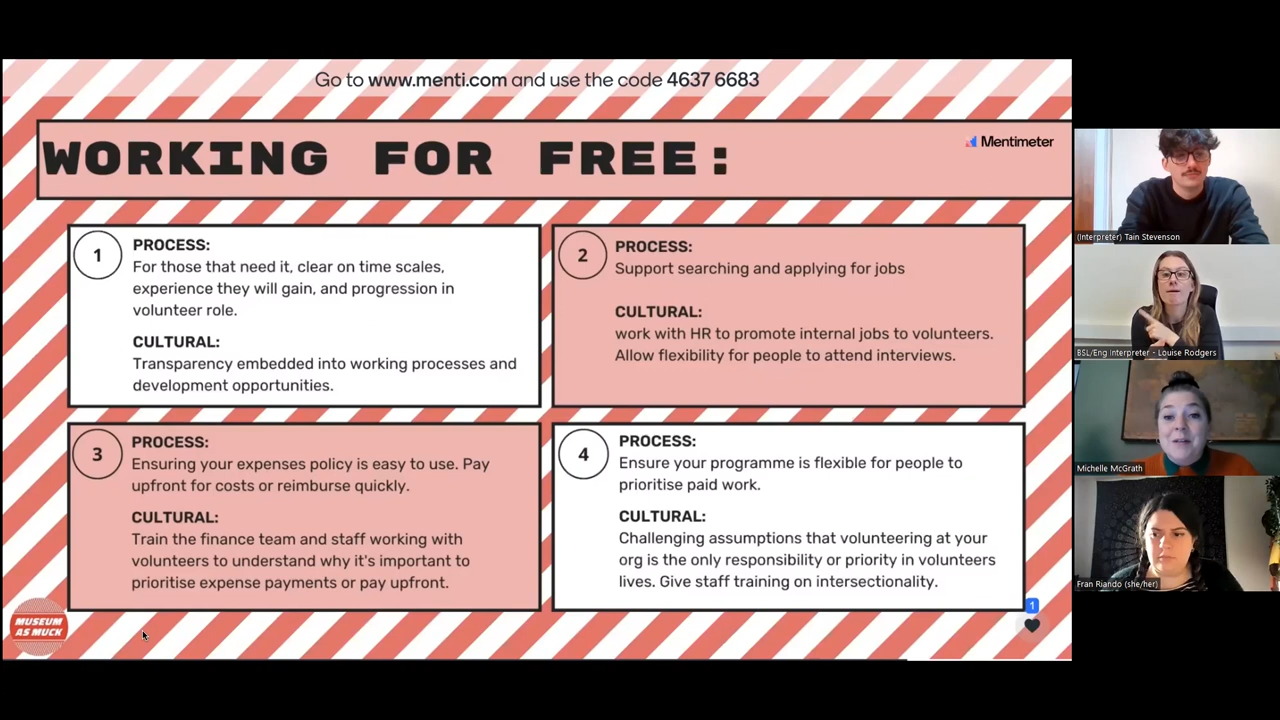 Go to www.menti.com and use the code 4637 6683
WORKING FOR FREE:
Mentimeter
1
PROCESS:
For those that need it, clear on time scales,
experience they will gain, and progression in
volunteer role.
CULTURAL:
Transparency embedded into working processes and
development opportunities.
2
PROCESS:
Support searching and applying for jobs
CULTURAL:
work with HR to promote internal jobs to volunteers.
Allow flexibility for people to attend interviews.
3
PROCESS:
Ensuring your expenses policy is easy to use. Pay
upfront for costs or reimburse quickly.
CULTURAL:
Train the finance team and staff working with
volunteers to understand why it's important to
prioritise expense payments or pay upfront.
4
PROCESS:
Ensure your programme is flexible for people to
prioritise paid work.
CULTURAL:
Challenging assumptions that volunteering at your
org is the only responsibility or priority in volunteers
lives. Give staff training on intersectionality.
MUSEUM
AS MUCK
1
(Interpreter) Tain Stevenson
BSL/Eng Interpreter - Louise Rodgers
Michelle McGrath
Fran Riando (she/her)